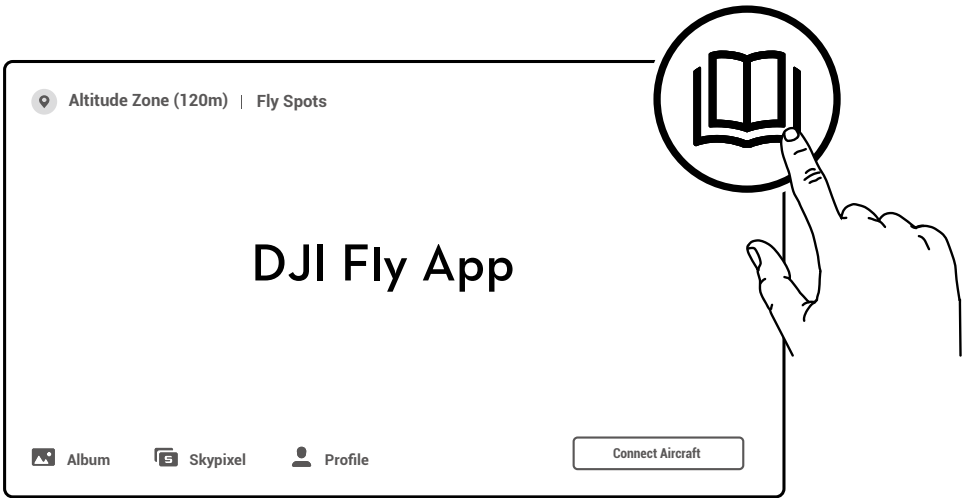 Altitude Zone (120m) | Fly Spots
DJI Fly App
Album Skypixel Profile Connect Aircraft